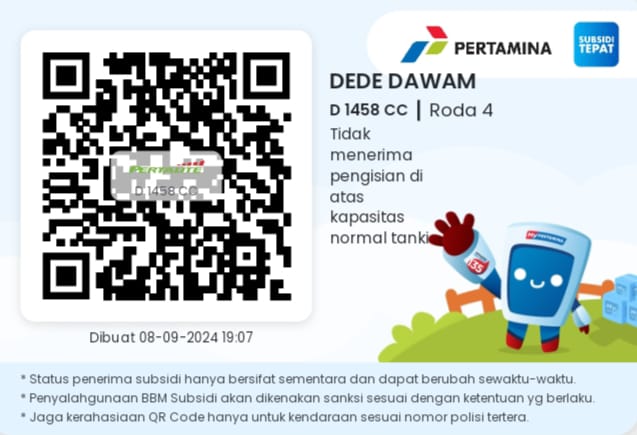 PERTAMINA
SUBSIDI
TEPAT
DEDE DAWAM
D 1458 CC | Roda 4
Tidak
menerima
pengisian di
atas
kapasitas
normal tanki
PERTALITE
D 1458 CC
MyPERTAMINA
135
Dibuat 08-09-2024 19:07
* Status penerima subsidi hanya bersifat sementara dan dapat berubah sewaktu-waktu.
* Penyalahgunaan BBM Subsidi akan dikenakan sanksi sesuai dengan ketentuan yg berlaku.
* Jaga kerahasiaan QR Code hanya untuk kendaraan sesuai nomor polisi tertera.